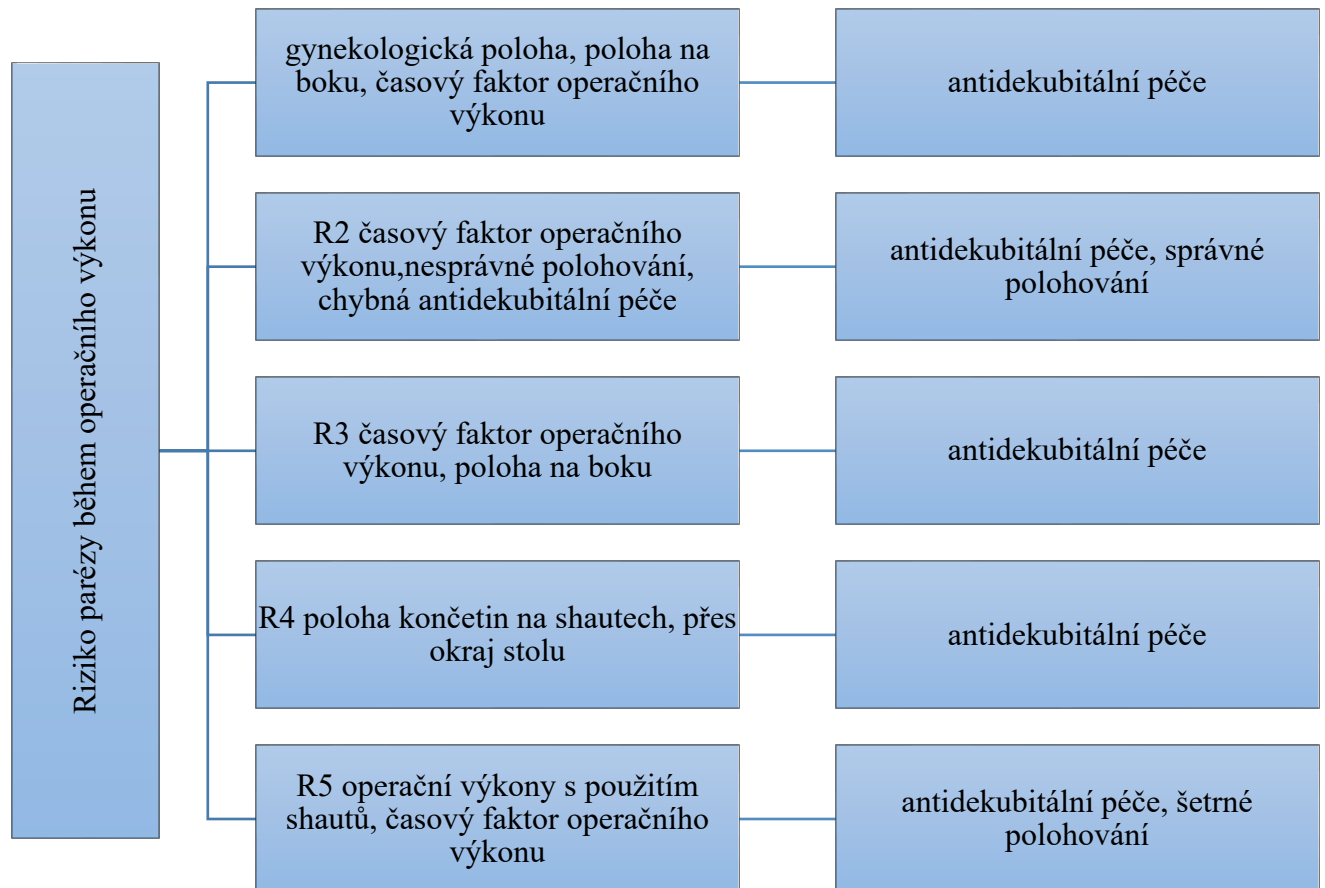 Riziko parézy během operačního výkonu
gynekologická poloha, poloha na
boku, časový faktor operačního
výkonu
antidekubitální péče
R2 časový faktor operačního
výkonu,nesprávné polohování,
chybná antidekubitální péče
antidekubitální péče, správné
polohování
R3 časový faktor operačního
výkonu, poloha na boku
antidekubitální péče
R4 poloha končetin na shautech, přes
okraj stolu
antidekubitální péče
R5 operační výkony s použitím
shautů, časový faktor operačního
výkonu
antidekubitální péče, šetrné
polohování